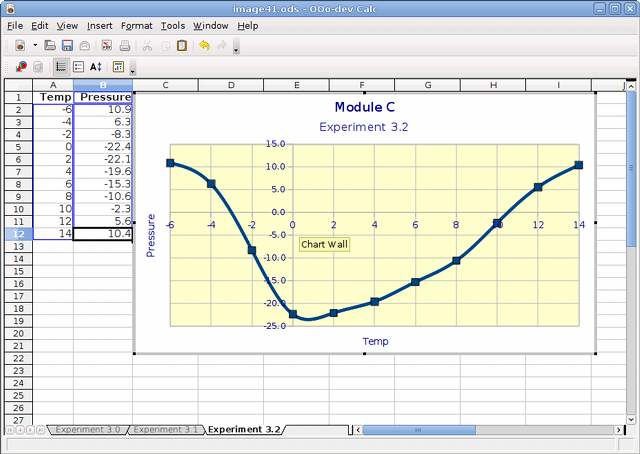 image41.ods - OOo-dev Calc
File Edit View Insert Format Tools Window Help
A B C D E F G H I J
1 Temp Pressure
2 -6 10.9
3 -4 6.3
4 -2 -8.3
5 0 -22.4
6 2 -22.1
7 4 -19.6
8 6 -15.3
9 8 -10.6
10 10 -2.3
11 12 5.6
12 14 10.4
13
14
15
16
17
18
19
20
21
22
23
24
25
26
27
Module C
Experiment 3.2
15.0
10.0
5.0
0.0
-5.0
-10.0
-15.0
-20.0
-25.0
-6 -4 -2 0 2 4 6 8 10 12 14
Pressure
Chart Wall
Temp
Experiment 3.0 Experiment 3.1 Experiment 3.2